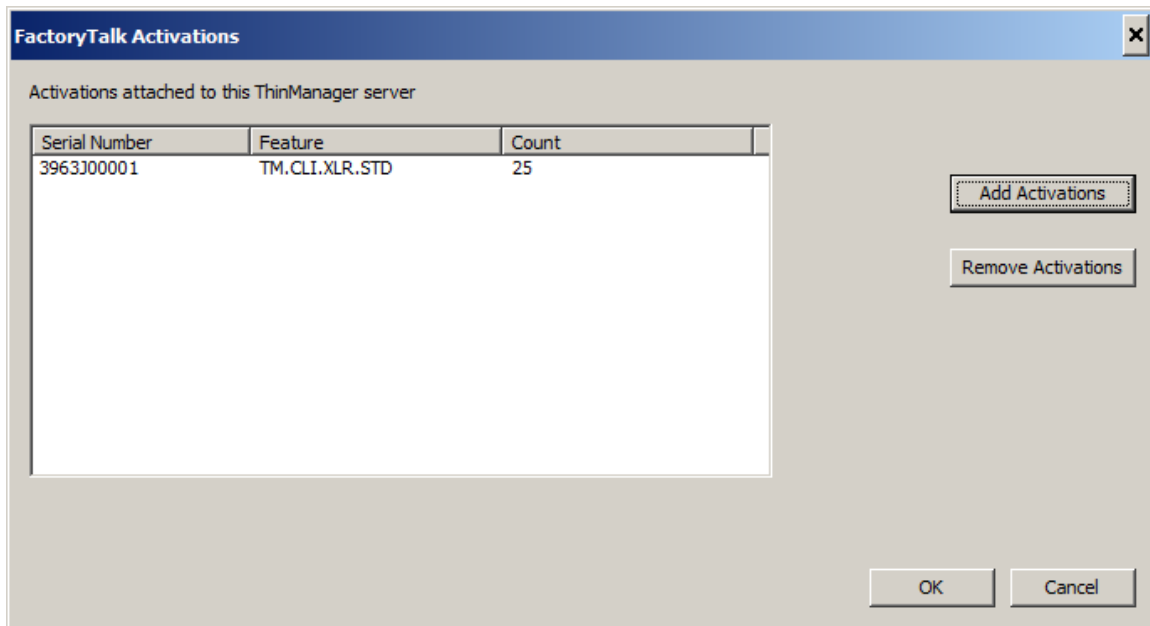 FactoryTalk Activations
Activations attached to this ThinManager server
Serial Number Feature Count
3963J00001 TM.CLI.XLR.STD 25
Add Activations
Remove Activations
OK Cancel